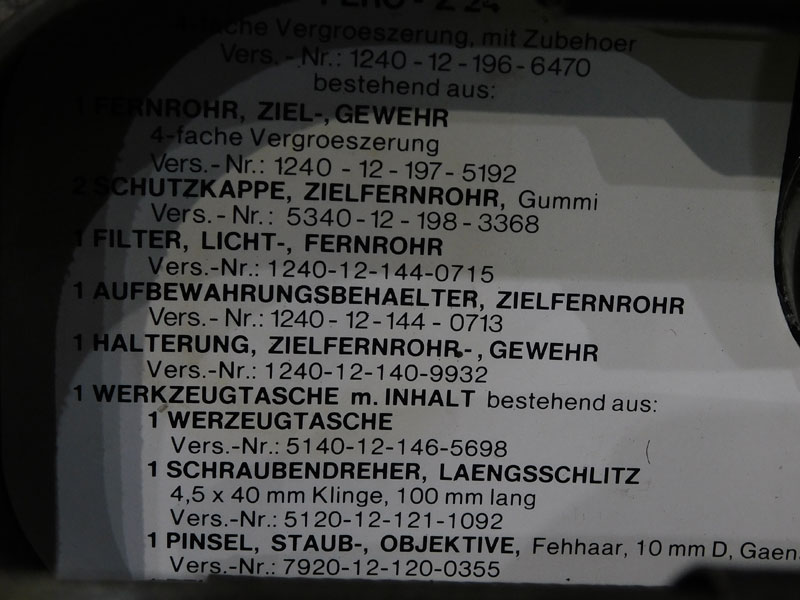 FERO - Z 24
4-fache Vergroeszerung, mit Zubehoer
Vers. - Nr.: 1240 - 12 - 196 - 6470
bestehend aus:
1 FERNROHR, ZIEL-, GEWEHR
4-fache Vergroeszerung
Vers. - Nr.: 1240 - 12 - 197 - 5192
2 SCHUTZKAPPE, ZIELFERNROHR, Gummi
Vers. - Nr.: 5340 - 12 - 198 - 3368
1 FILTER, LICHT-, FERNROHR
Vers.-Nr.: 1240-12-144-0715
1 AUFBEWAHRUNGSBEHAELTER, ZIELFERNROHR
Vers.- Nr.: 1240 - 12 - 144 - 0713
1 HALTERUNG, ZIELFERNROHR-, GEWEHR
Vers.-Nr.: 1240-12-140-9932
1 WERKZEUGTASCHE m. INHALT bestehend aus:
1 WERZEUGTASCHE
Vers.-Nr.: 5140-12-146-5698
1 SCHRAUBENDREHER, LAENGSSCHLITZ
4,5 x 40 mm Klinge, 100 mm lang
Vers.-Nr.: 5120-12-121-1092
1 PINSEL, STAUB-, OBJEKTIVE, Fehhaar, 10 mm D, Gaen
Vers.-Nr.: 7920-12-120-0355